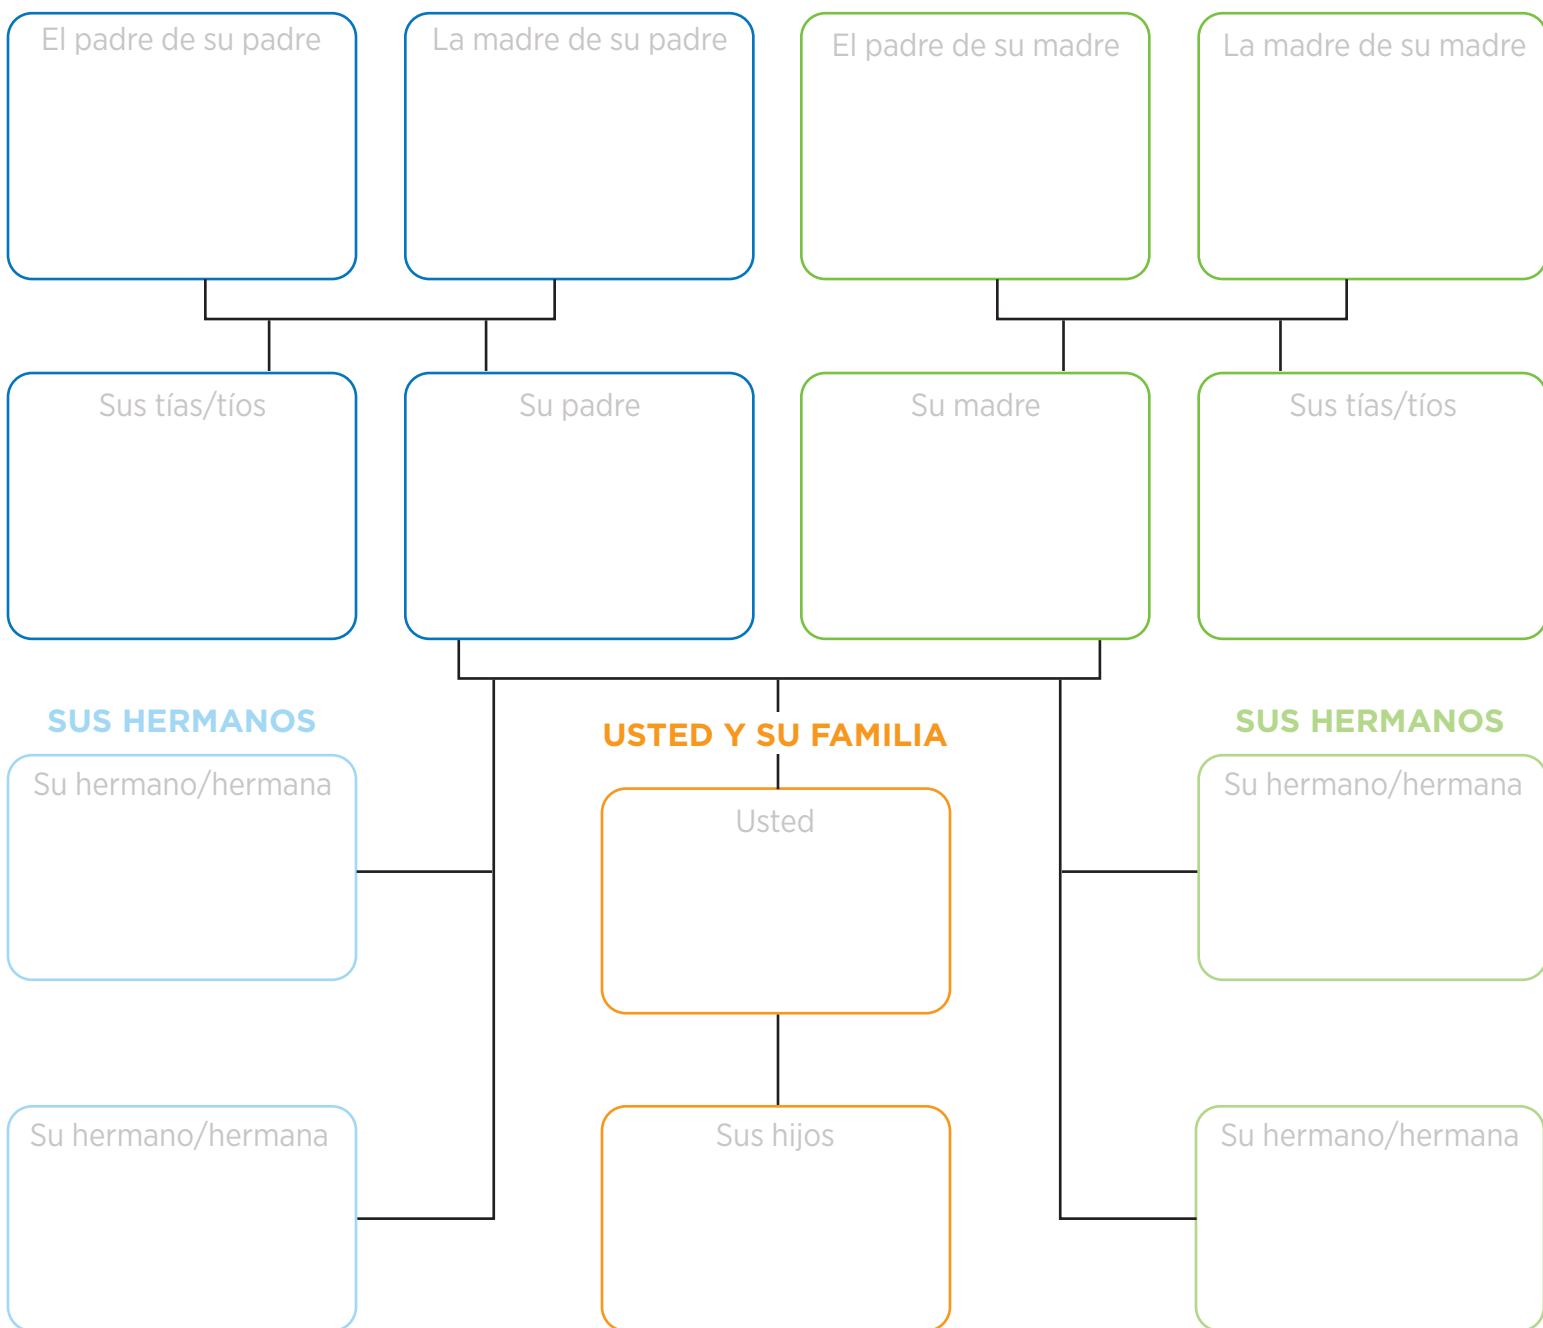 El padre de su padre
La madre de su padre
El padre de su madre
La madre de su madre
Sus tías/tíos
Su padre
Su madre
Sus tías/tíos
SUS HERMANOS
USTED Y SU FAMILIA
SUS HERMANOS
Su hermano/hermana
Usted
Su hermano/hermana
Su hermano/hermana
Sus hijos
Su hermano/hermana